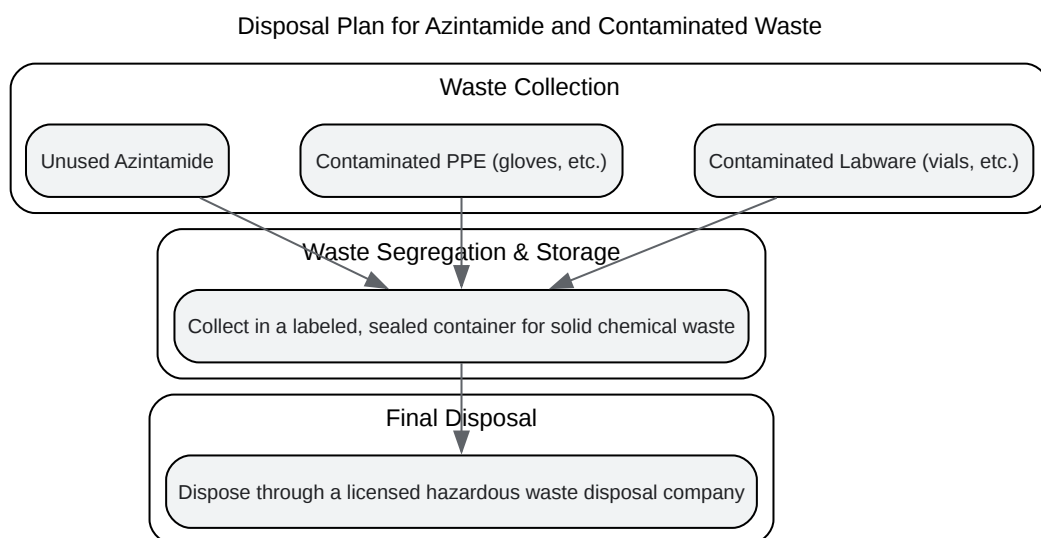 Disposal Plan for Azintamide and Contaminated Waste
Waste Collection
Unused Azintamide
Contaminated PPE (gloves, etc.)
Contaminated Labware (vials, etc.)
Waste Segregation & Storage
Collect in a labeled, sealed container for solid chemical waste
Final Disposal
Dispose through a licensed hazardous waste disposal company